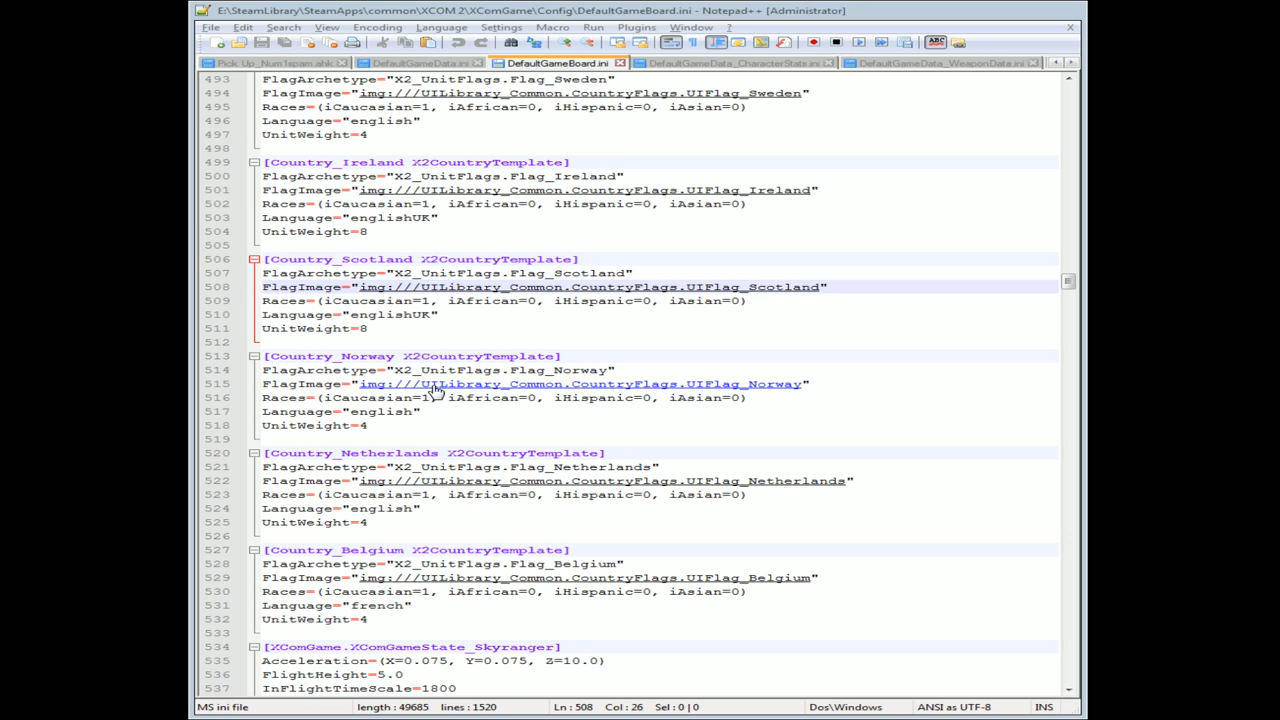 E:\SteamLibrary\SteamApps\common\XCOM 2\XComGame\Config\DefaultGameBoard.ini - Notepad++ [Administrator]
File Edit Search View Encoding Language Settings Macro Run Plugins Window ? X
Pick Up_Num1spam.ahk DefaultGameData.ini DefaultGameBoard.ini DefaultGameData_CharacterStats.ini DefaultGameData_WeaponData.ini
493 FlagArchetype="X2_UnitFlags.Flag_Sweden"
494 FlagImage="img:///UILibrary_Common.CountryFlags.UIFlag_Sweden"
495 Races=(iCaucasian=1, iAfrican=0, iHispanic=0, iAsian=0)
496 Language="english"
497 UnitWeight=4
498
499 [Country_Ireland X2CountryTemplate]
500 FlagArchetype="X2_UnitFlags.Flag_Ireland"
501 FlagImage="img:///UILibrary_Common.CountryFlags.UIFlag_Ireland"
502 Races=(iCaucasian=1, iAfrican=0, iHispanic=0, iAsian=0)
503 Language="englishUK"
504 UnitWeight=8
505
506 [Country_Scotland X2CountryTemplate]
507 FlagArchetype="X2_UnitFlags.Flag_Scotland"
508 FlagImage="img:///UILibrary_Common.CountryFlags.UIFlag_Scotland"
509 Races=(iCaucasian=1, iAfrican=0, iHispanic=0, iAsian=0)
510 Language="englishUK"
511 UnitWeight=8
512
513 [Country_Norway X2CountryTemplate]
514 FlagArchetype="X2_UnitFlags.Flag_Norway"
515 FlagImage="img:///UILibrary_Common.CountryFlags.UIFlag_Norway"
516 Races=(iCaucasian=1, iAfrican=0, iHispanic=0, iAsian=0)
517 Language="english"
518 UnitWeight=4
519
520 [Country_Netherlands X2CountryTemplate]
521 FlagArchetype="X2_UnitFlags.Flag_Netherlands"
522 FlagImage="img:///UILibrary_Common.CountryFlags.UIFlag_Netherlands"
523 Races=(iCaucasian=1, iAfrican=0, iHispanic=0, iAsian=0)
524 Language="english"
525 UnitWeight=4
526
527 [Country_Belgium X2CountryTemplate]
528 FlagArchetype="X2_UnitFlags.Flag_Belgium"
529 FlagImage="img:///UILibrary_Common.CountryFlags.UIFlag_Belgium"
530 Races=(iCaucasian=1, iAfrican=0, iHispanic=0, iAsian=0)
531 Language="french"
532 UnitWeight=4
533
534 [XComGame.XComGameState_Skyranger]
535 Acceleration=(X=0.075, Y=0.075, Z=10.0)
536 FlightHeight=5.0
537 InFlightTimeScale=1800
MS ini file length : 49685 lines : 1520 Ln : 508 Col : 26 Sel : 0 | 0 Dos\Windows ANSI as UTF-8 INS